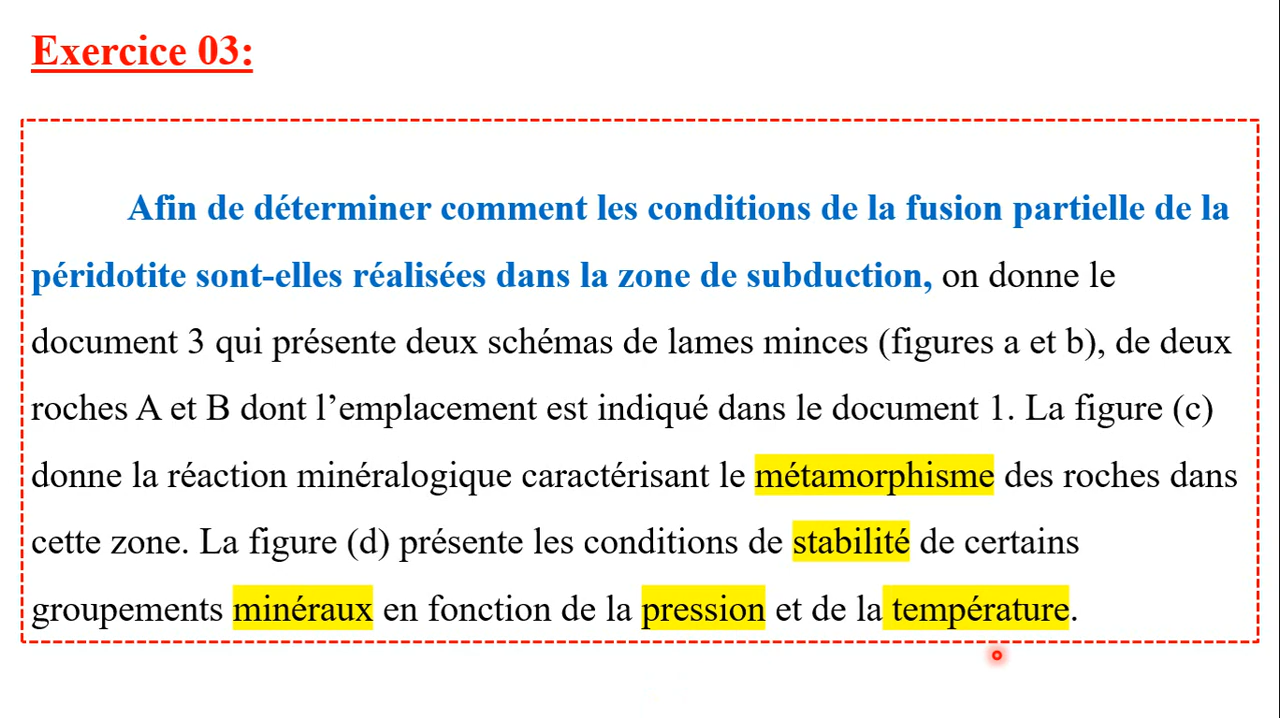 Exercice 03:
Afin de déterminer comment les conditions de la fusion partielle de la
péridotite sont-elles réalisées dans la zone de subduction, on donne le
document 3 qui présente deux schémas de lames minces (figures a et b), de deux
roches A et B dont l’emplacement est indiqué dans le document 1. La figure (c)
donne la réaction minéralogique caractérisant le métamorphisme des roches dans
cette zone. La figure (d) présente les conditions de stabilité de certains
groupements minéraux en fonction de la pression et de la température.